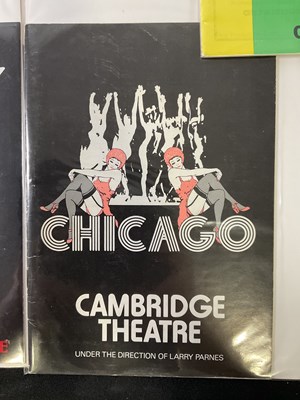 CHICAGO
CAMBRIDGE
THEATRE
UNDER THE DIRECTION OF LARRY PARNES